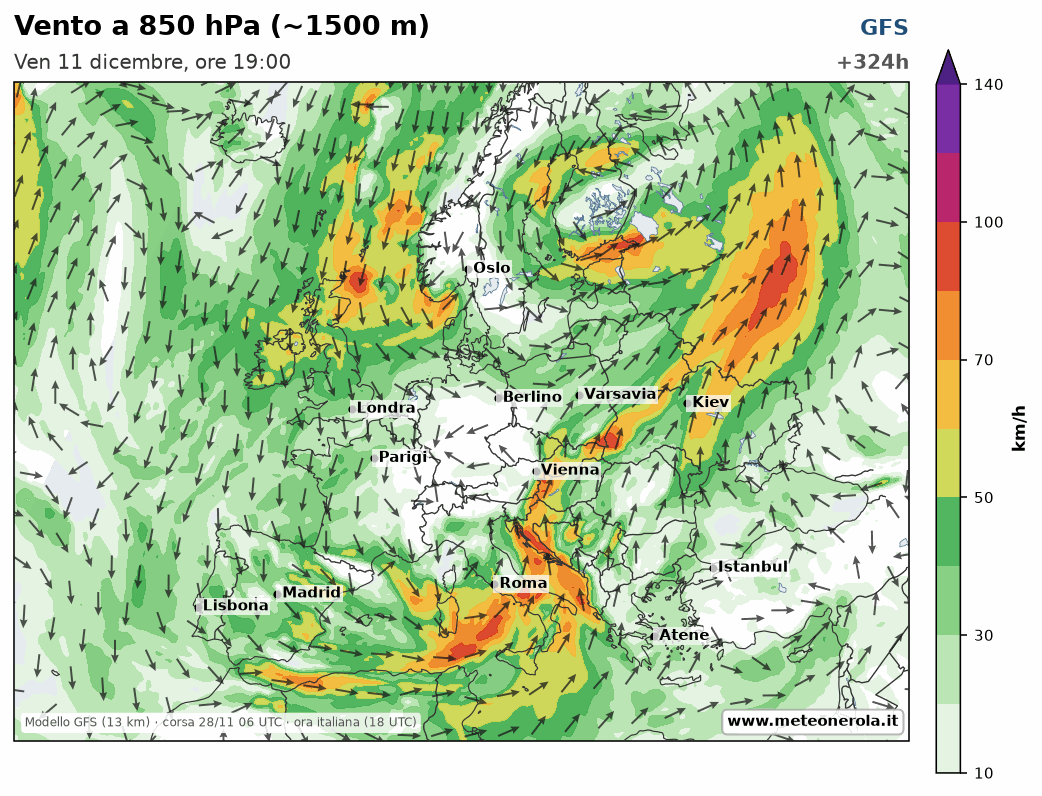 Vento a 850 hPa (~1500 m)
GFS
Ven 11 dicembre, ore 19:00
+324h
140
100
70
50
30
10
km/h
Oslo
Berlino
Varsavia
Londra
Kiev
Parigi
Vienna
Istanbul
Roma
Madrid
Lisbona
Atene
Modello GFS (13 km) · corsa 28/11 06 UTC · ora italiana (18 UTC)
www.meteonerola.it